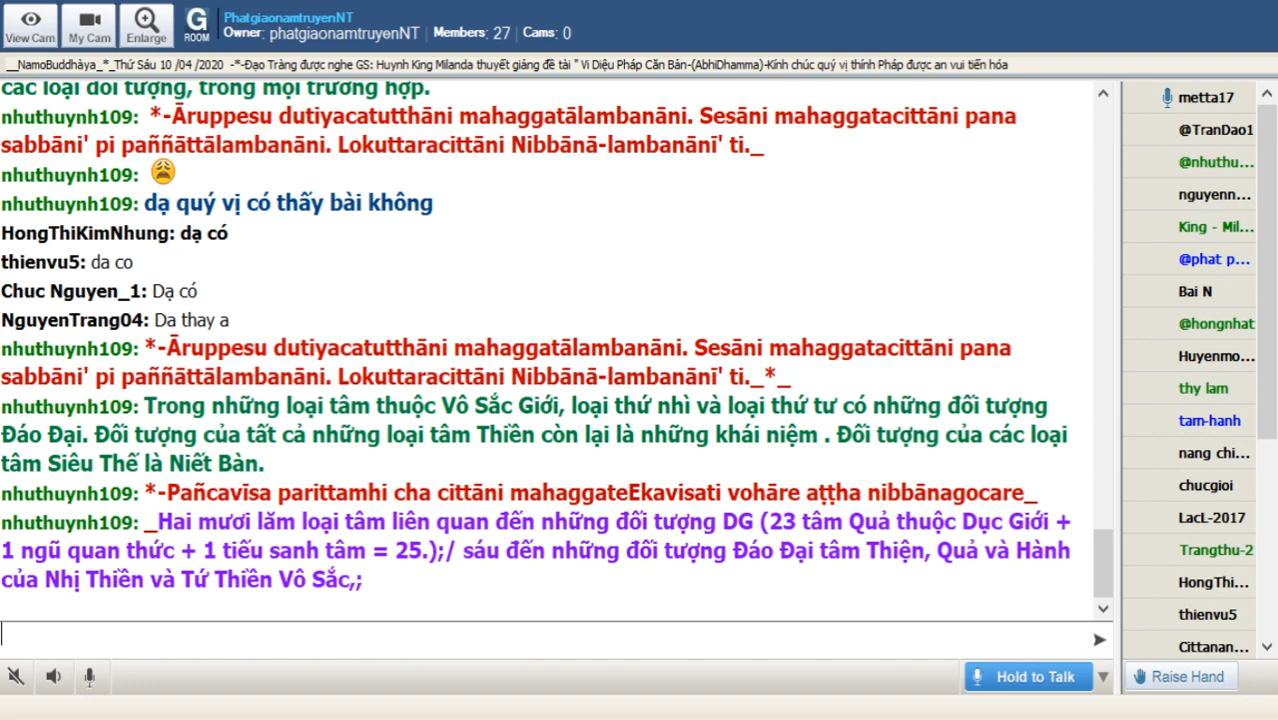 View Cam
My Cam
Enlarge
G
ROOM
PhatgiaonamtruyenNT
Owner: phatgiaonamtruyenNT | Members: 27 | Cams: 0
__NamoBuddhàya_*_Thứ Sáu 10 /04 /2020 -*-Đạo Tràng được nghe GS: Huynh King Milanda thuyết giảng đề tài " Vi Diệu Pháp Căn Bản-(AbhiDhamma)-Kính chúc quý vị thính Pháp được an vui tiến hóa
các loại đối tượng, trong mọi trường hợp.
nhuthuynh109: *-Āruppesu dutiyacatutthāni mahaggatālambanāni. Sesāni mahaggatacittāni pana
sabbāni' pi paññāttālambanāni. Lokuttaracittāni Nibbānā-lambanānī' ti._
nhuthuynh109:
nhuthuynh109: dạ quý vị có thấy bài không
HongThiKimNhung: dạ có
thienvu5: da co
Chuc Nguyen_1: Dạ có
NguyenTrang04: Da thay a
nhuthuynh109: *-Āruppesu dutiyacatutthāni mahaggatālambanāni. Sesāni mahaggatacittāni pana
sabbāni' pi paññāttālambanāni. Lokuttaracittāni Nibbānā-lambanānī' ti._*_
nhuthuynh109: Trong những loại tâm thuộc Vô Sắc Giới, loại thứ nhì và loại thứ tư có những đối tượng
Đáo Đại. Đối tượng của tất cả những loại tâm Thiền còn lại là những khái niệm . Đối tượng của các loại
tâm Siêu Thế là Niết Bàn.
nhuthuynh109: *-Pañcavīsa parittamhi cha cittāni mahaggateEkavisati vohāre aṭṭha nibbānagocare_
nhuthuynh109: _Hai mươi lăm loại tâm liên quan đến những đối tượng DG (23 tâm Quả thuộc Dục Giới +
1 ngũ quan thức + 1 tiếu sanh tâm = 25.);/ sáu đến những đối tượng Đáo Đại tâm Thiện, Quả và Hành
của Nhị Thiền và Tứ Thiền Vô Sắc,;
Hold to Talk
metta17
@TranDao1
@nhuthu...
nguyenn...
King - Mil...
@phat p...
Bai N
@hongnhat
Huyenmo...
thy lam
tam-hanh
nang chi...
chucgioi
LacL-2017
Trangthu-2
HongThi...
thienvu5
Cittanan...
Raise Hand